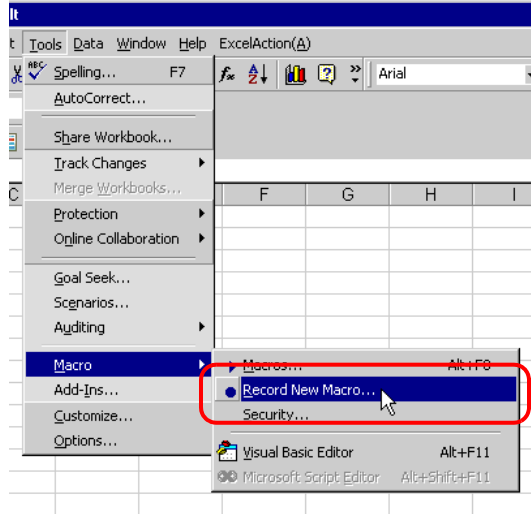 lt
t Tools Data Window Help ExcelAction(A)
ABC Spelling... F7
Arial
AutoCorrect...
Share Workbook...
Track Changes
Merge Workbooks...
C F G H I
Protection
Online Collaboration
Goal Seek...
Scenarios...
Auditing
Macro
Macros... Alt+F8
Add-Ins...
Record New Macro...
Customize...
Security...
Options...
Visual Basic Editor Alt+F11
Microsoft Script Editor Alt+Shift+F11